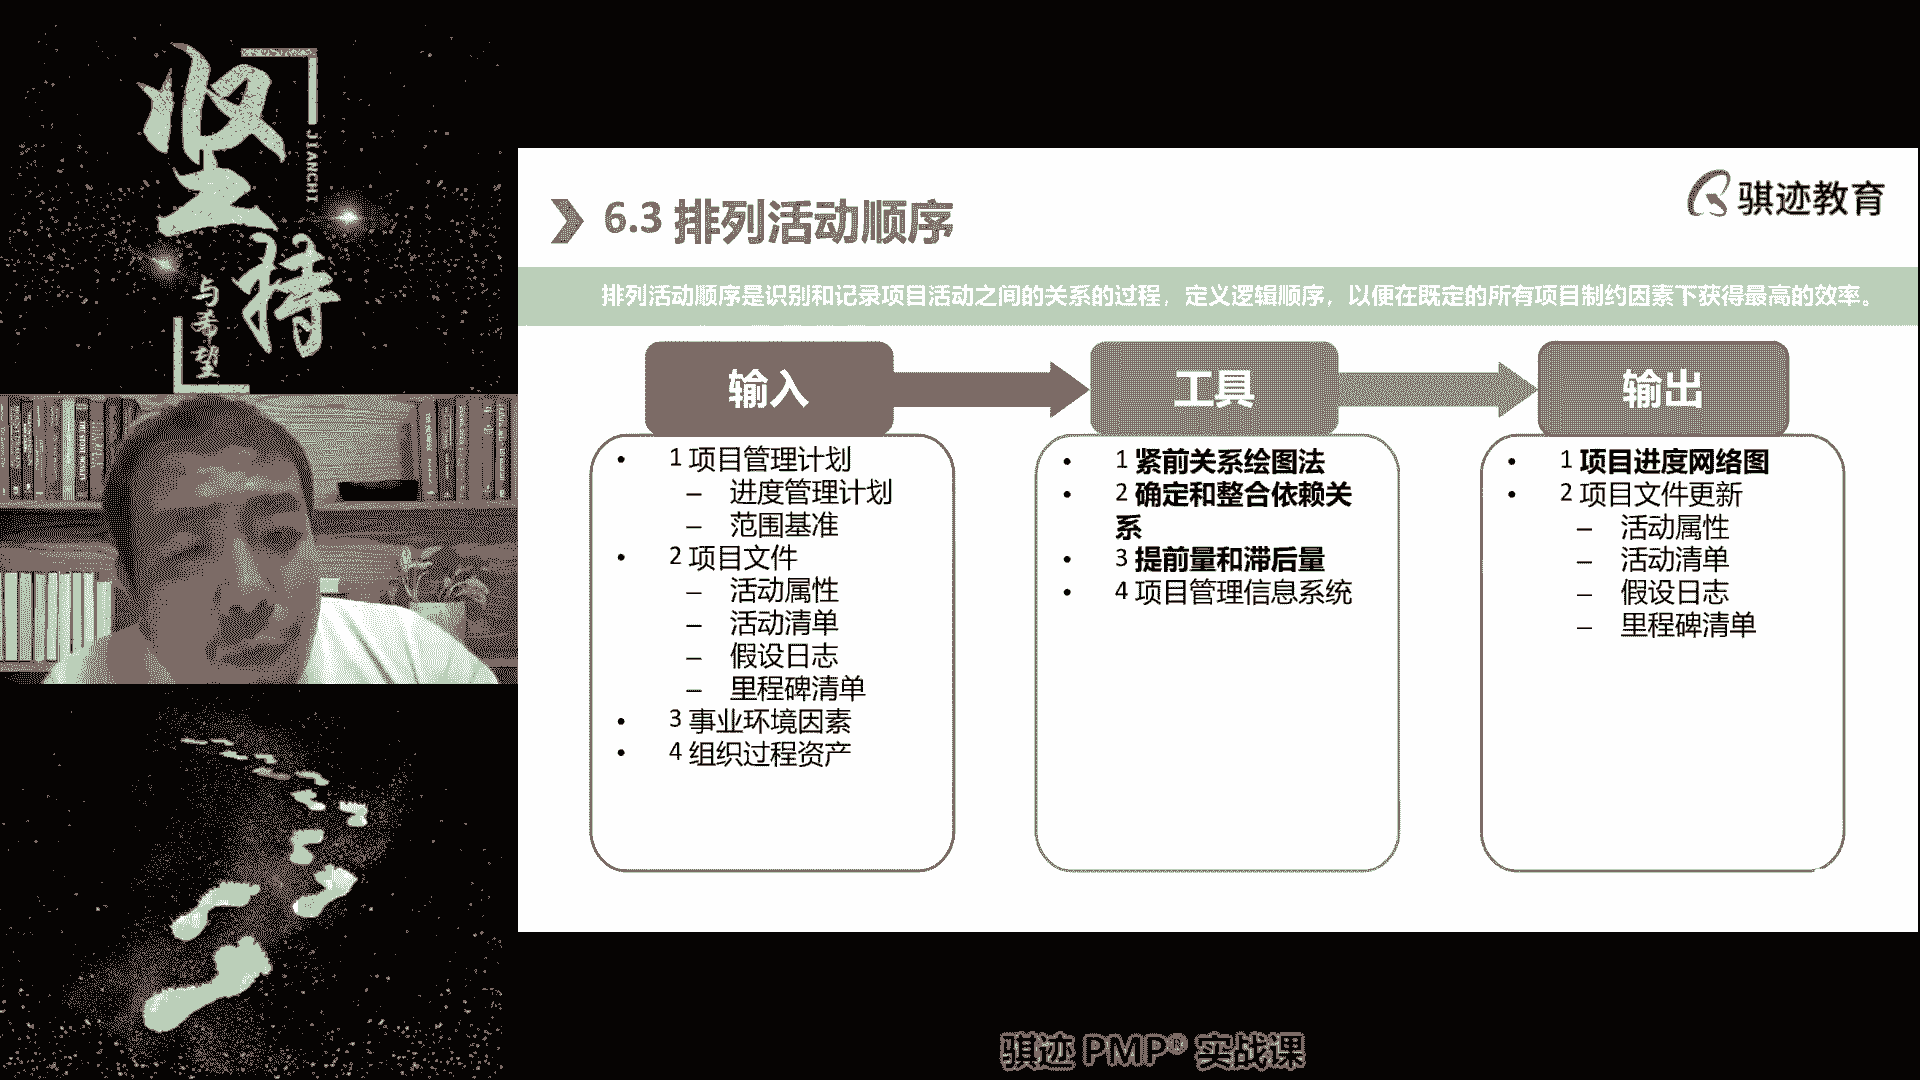 坚持
JIANCHI
与希望
骐迹教育
6.3 排列活动顺序
排列活动顺序是识别和记录项目活动之间的关系的过程，定义逻辑顺序，以便在既定的所有项目制约因素下获得最高的效率。
输入
• 1 项目管理计划
– 进度管理计划
– 范围基准
• 2 项目文件
– 活动属性
– 活动清单
– 假设日志
– 里程碑清单
• 3 事业环境因素
• 4 组织过程资产
工具
• 1 紧前关系绘图法
• 2 确定和整合依赖关
系
• 3 提前量和滞后量
• 4 项目管理信息系统
输出
• 1 项目进度网络图
• 2 项目文件更新
– 活动属性
– 活动清单
– 假设日志
– 里程碑清单
骐迹 PMP® 实战课